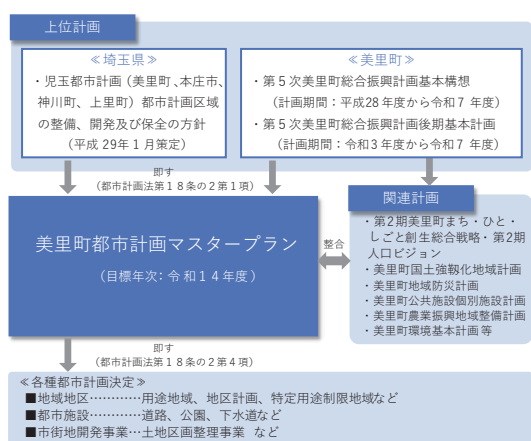 上位計画
≪埼玉県≫
・児玉都市計画（美里町、本庄市、
神川町、上里町）都市計画区域
の整備、開発及び保全の方針
（平成 29年１月策定）
≪美里町≫
・第５次美里町総合振興計画基本構想
（計画期間：平成28 年度から令和７ 年度）
・第５次美里町総合振興計画後期基本計画
（計画期間：令和３年度から令和７ 年度）
即す
（都市計画法第１８条の２第１項）
美里町都市計画マスタープラン
（目標年次：令和１４年度）
整合
関連計画
・第2期美里町まち・ひと・
しごと創生総合戦略・第２期
人口ビジョン
・美里町国土強靱化地域計画
・美里町地域防災計画
・美里町公共施設個別施設計画
・美里町農業振興地域整備計画
・美里町環境基本計画 等
即す
（都市計画法第１８条の２第４項）
≪各種都市計画決定≫
■地域地区…………用途地域、地区計画、特定用途制限地域など
■都市施設…………道路、公園、下水道など
■市街地開発事業…土地区画整理事業 など